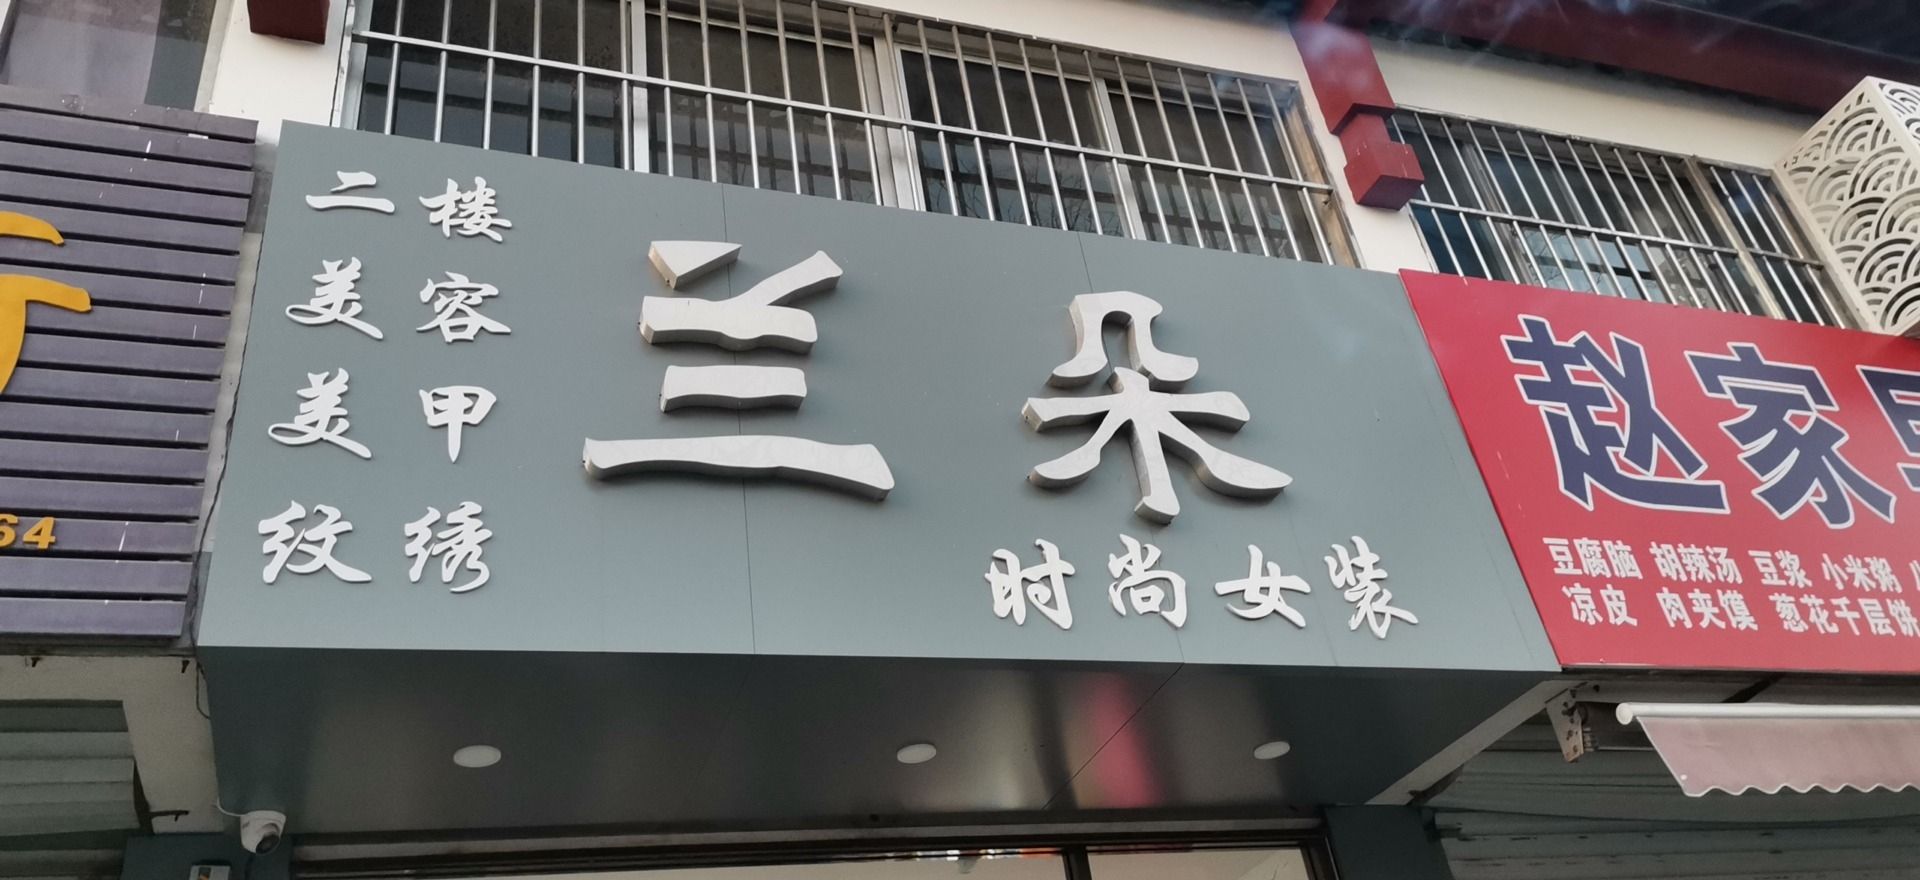 64
二楼
美容
美甲
纹绣
兰朵
时尚女装
赵家
豆腐脑 胡辣汤 豆浆 小米粥
凉皮 肉夹馍 葱花千层饼